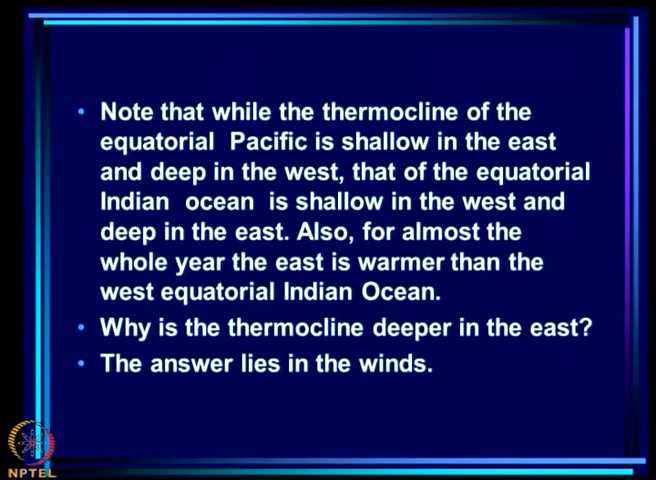 • Note that while the thermocline of the
equatorial Pacific is shallow in the east
and deep in the west, that of the equatorial
Indian ocean is shallow in the west and
deep in the east. Also, for almost the
whole year the east is warmer than the
west equatorial Indian Ocean.
• Why is the thermocline deeper in the east?
• The answer lies in the winds.
NPTEL